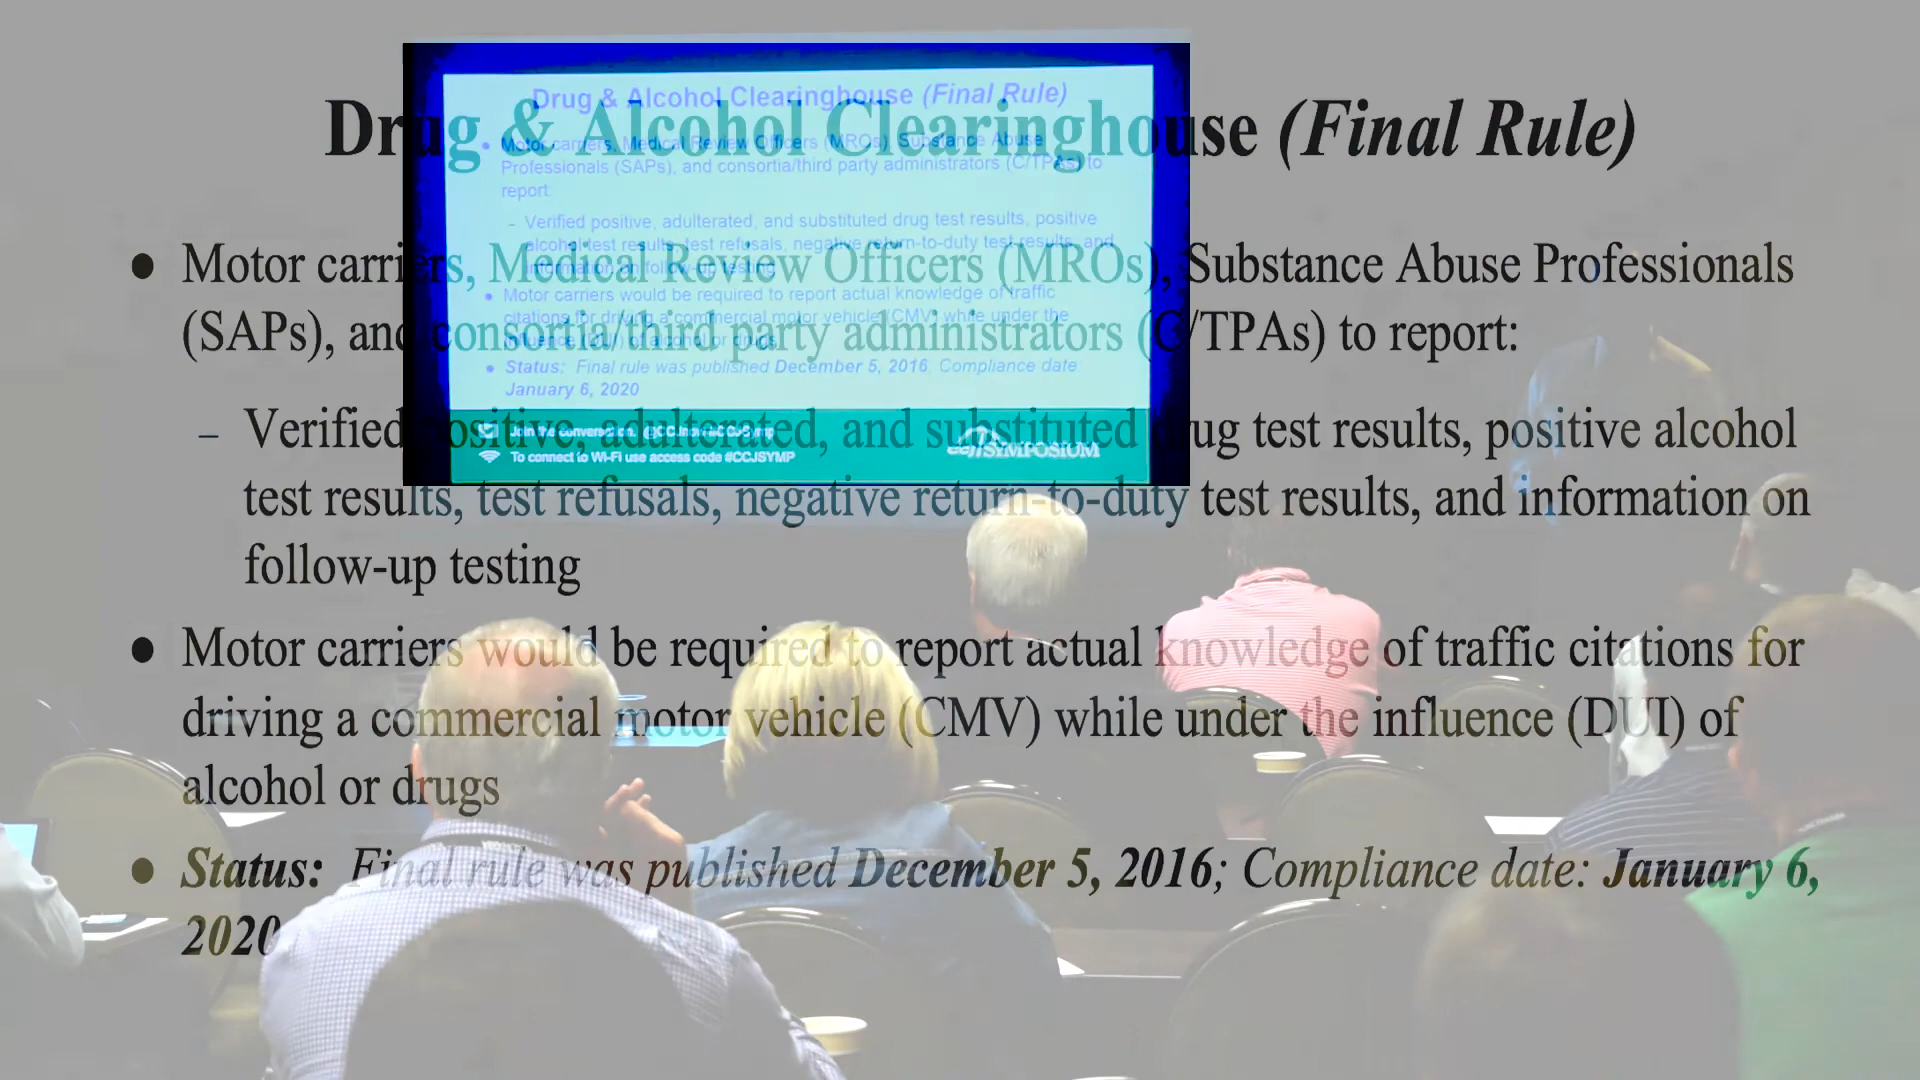 Drug & Alcohol Clearinghouse (Final Rule)
● Motor carriers, Medical Review Officers (MROs), Substance Abuse Professionals
(SAPs), and consortia/third party administrators (C/TPAs) to report:
– Verified positive, adulterated, and substituted drug test results, positive alcohol
test results, test refusals, negative return-to-duty test results, and information on
follow-up testing
● Motor carriers would be required to report actual knowledge of traffic citations for
driving a commercial motor vehicle (CMV) while under the influence (DUI) of
alcohol or drugs
● Status: Final rule was published December 5, 2016; Compliance date: January 6,
2020
Drug & Alcohol Clearinghouse (Final Rule)
● Motor carriers, Medical Review Officers (MROs), Substance Abuse
Professionals (SAPs), and consortia/third party administrators (C/TPAs) to
report:
– Verified positive, adulterated, and substituted drug test results, positive
alcohol test results, test refusals, negative return-to-duty test results, and
information on follow-up testing
● Motor carriers would be required to report actual knowledge of traffic
citations for driving a commercial motor vehicle (CMV) while under the
influence (DUI) of alcohol or drugs
● Status: Final rule was published December 5, 2016; Compliance date:
January 6, 2020
Join the conversation. @CCJnow #CCJSymp
To connect to Wi-Fi use access code #CCJSYMP
ccj SYMPOSIUM